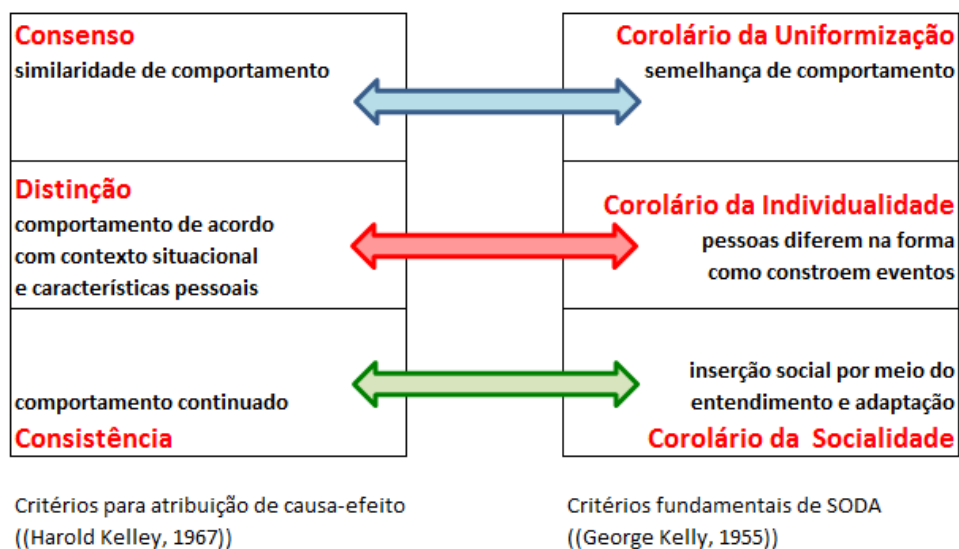 Consenso
similaridade de comportamento
Corolário da Uniformização
semelhança de comportamento
Distinção
comportamento de acordo
com contexto situacional
e características pessoais
Corolário da Individualidade
pessoas diferem na forma
como constroem eventos
comportamento continuado
Consistência
inserção social por meio do
entendimento e adaptação
Corolário da  Socialidade
Critérios para atribuição de causa-efeito
((Harold Kelley, 1967))
Critérios fundamentais de SODA
((George Kelly, 1955))